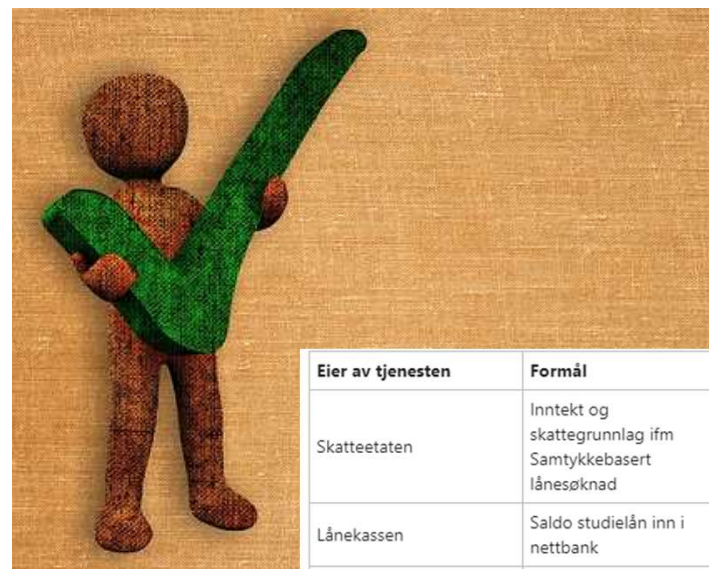 Eier av tjenesten Formål
Inntekt og
skattegrunnlag ifm
Skatteetaten
Samtykkebasert
lånesøknad
Lånekassen
Saldo studielån inn i
nettbank